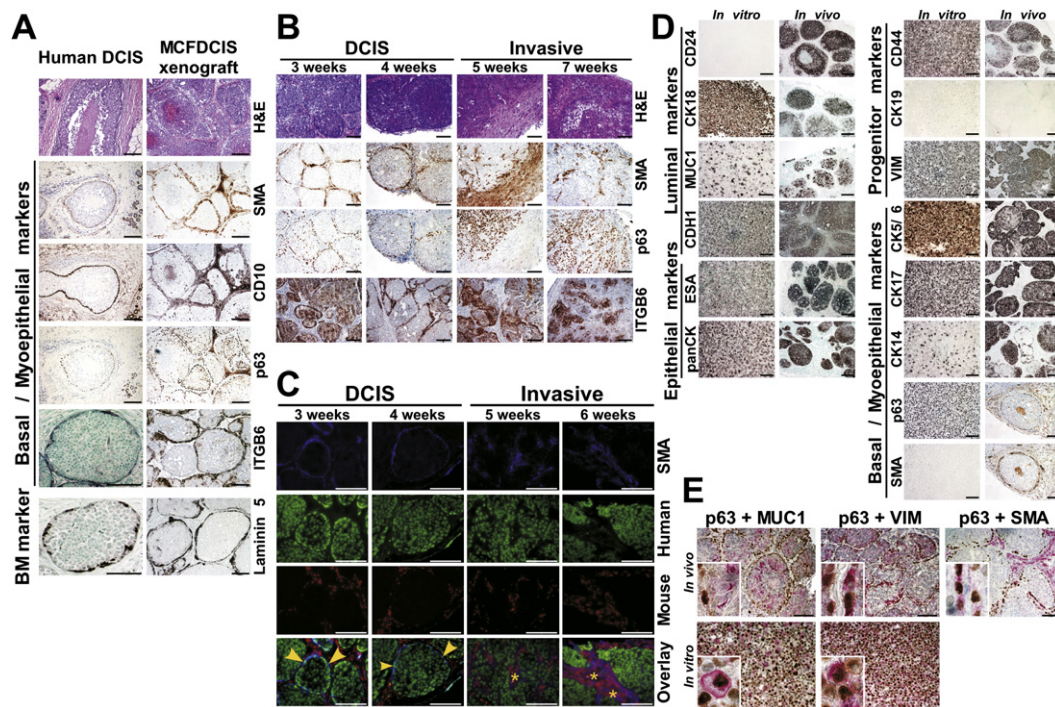 A
Human DCIS
MCFDCIS
xenograft
H&E
SMA
CD10
p63
ITGB6
Laminin 5
Basal / Myoepithelial markers
BM marker
B
DCIS
Invasive
3 weeks
4 weeks
5 weeks
7 weeks
H&E
SMA
p63
ITGB6
C
DCIS
Invasive
3 weeks
4 weeks
5 weeks
6 weeks
SMA
Human
Mouse
Overlay
*
*
*
D
In vitro
In vivo
Luminal markers
Epithelial markers
CD24
CK18
MUC1
CDH1
ESA
panCK
In vitro
In vivo
Progenitor markers
Basal / Myoepithelial markers
CD44
CK19
VIM
CK5/ 6
CK17
CK14
p63
SMA
E
p63 + MUC1
p63 + VIM
p63 + SMA
In vivo
In vitro